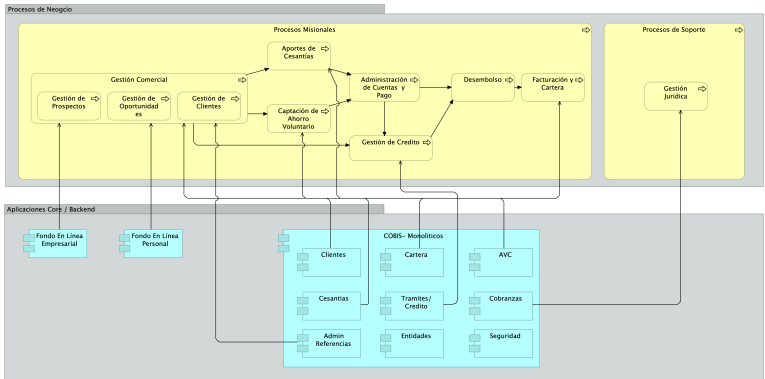 Procesos de Neogcio
Procesos Misionales
Procesos de Soporte
Aportes de
Cesantías
Gestión Comercial
Administración
de Cuentas y
Pago
Desembolso
Facturación y
Cartera
Gestión de
Prospectos
Gestión de
Oportunidad
es
Gestión de
Clientes
Captación de
Ahorro
Voluntario
Gestión
Juridica
Gestión de Credito
Aplicaciones Core / Backend
Fondo En Línea
Empresarial
Fondo En Línea
Personal
COBIS- Monolíticos
Clientes
Cartera
AVC
Cesantias
Tramites/
Credito
Cobranzas
Admin
Referencias
Entidades
Seguridad